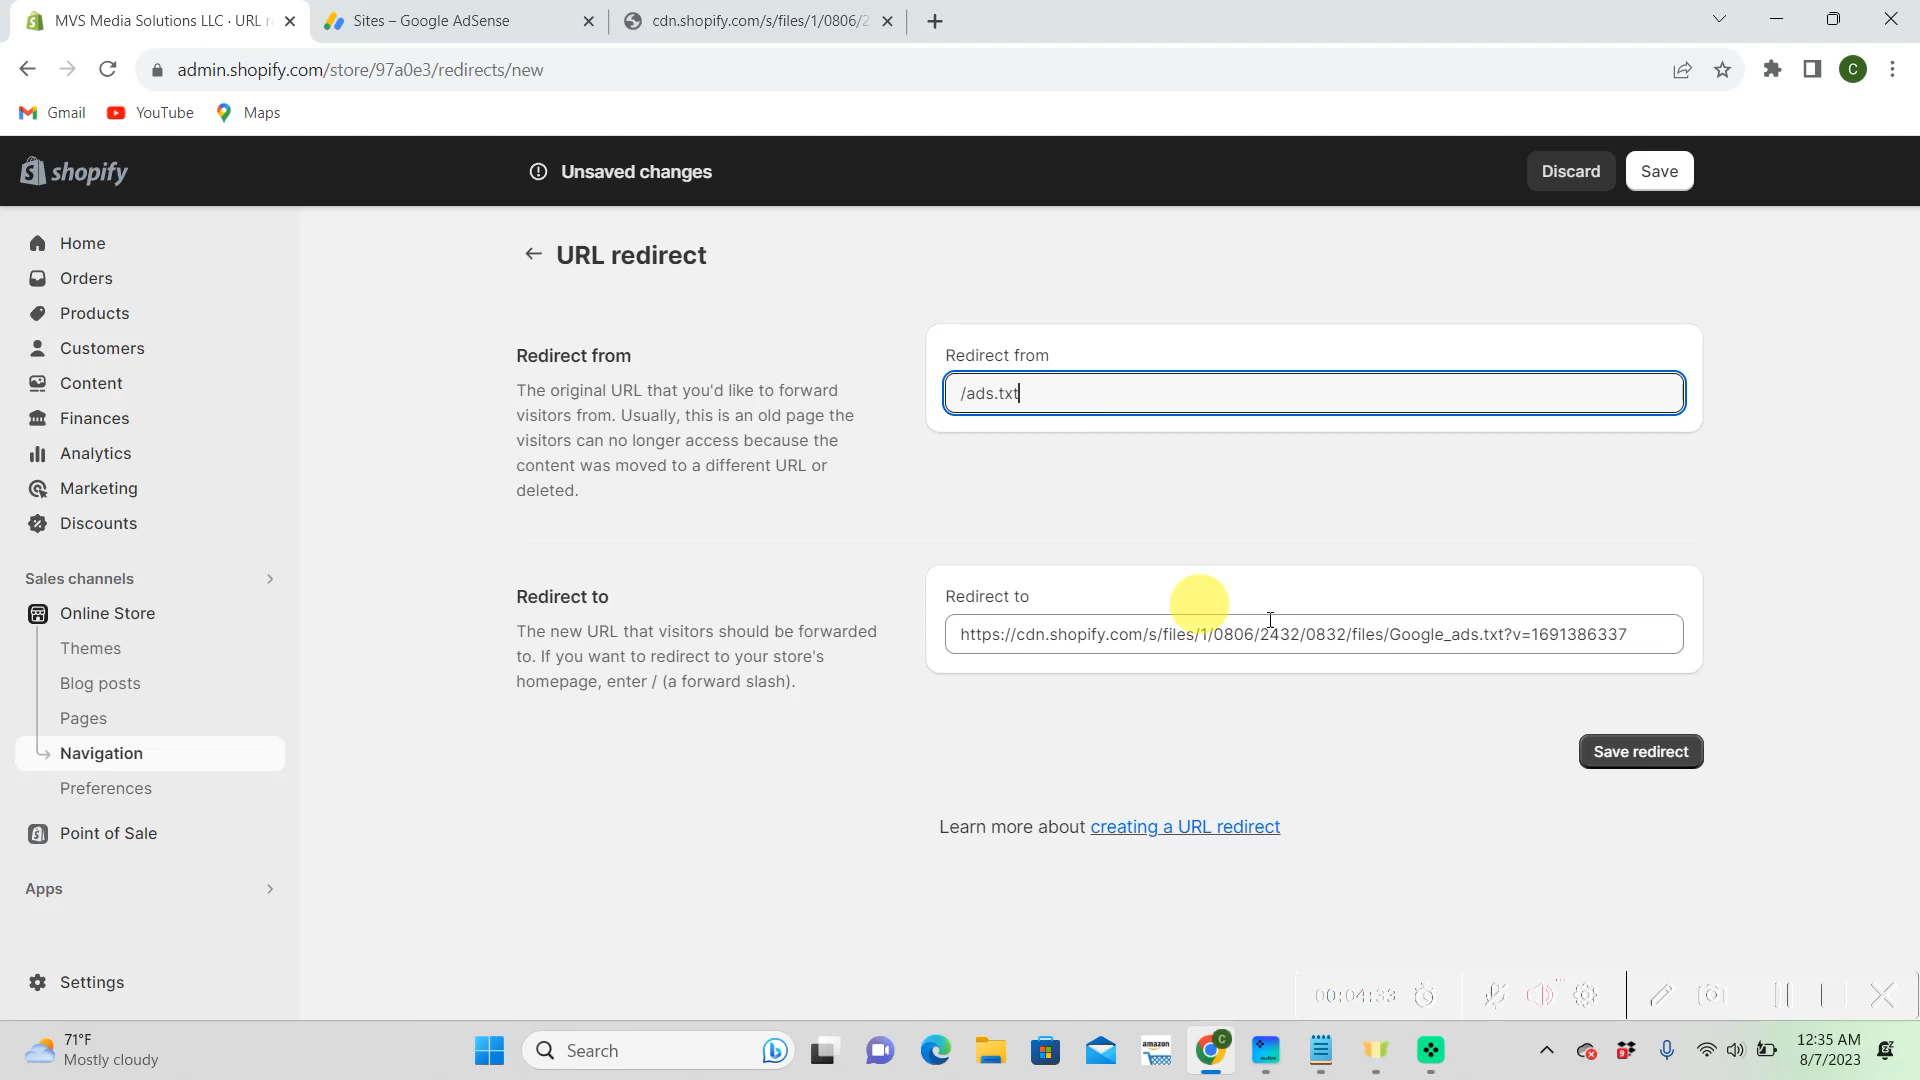 MVS Media Solutions LLC · URL r
Sites – Google AdSense
cdn.shopify.com/s/files/1/0806/2
admin.shopify.com/store/97a0e3/redirects/new
C
Gmail
YouTube
Maps
shopify
Unsaved changes
Discard
Save
Home
Orders
Products
Customers
Content
Finances
Analytics
Marketing
Discounts
Sales channels
Online Store
Themes
Blog posts
Pages
Navigation
Preferences
Point of Sale
Apps
Settings
URL redirect
Redirect from
The original URL that you'd like to forward
visitors from. Usually, this is an old page the
visitors can no longer access because the
content was moved to a different URL or
deleted.
Redirect from
/ads.txt
Redirect to
The new URL that visitors should be forwarded
to. If you want to redirect to your store's
homepage, enter / (a forward slash).
Redirect to
https://cdn.shopify.com/s/files/1/0806/2432/0832/files/Google_ads.txt?v=1691386337
Save redirect
Learn more about creating a URL redirect
00:04:33
71°F
Mostly cloudy
Search
amazon
C
9
12:35 AM
8/7/2023